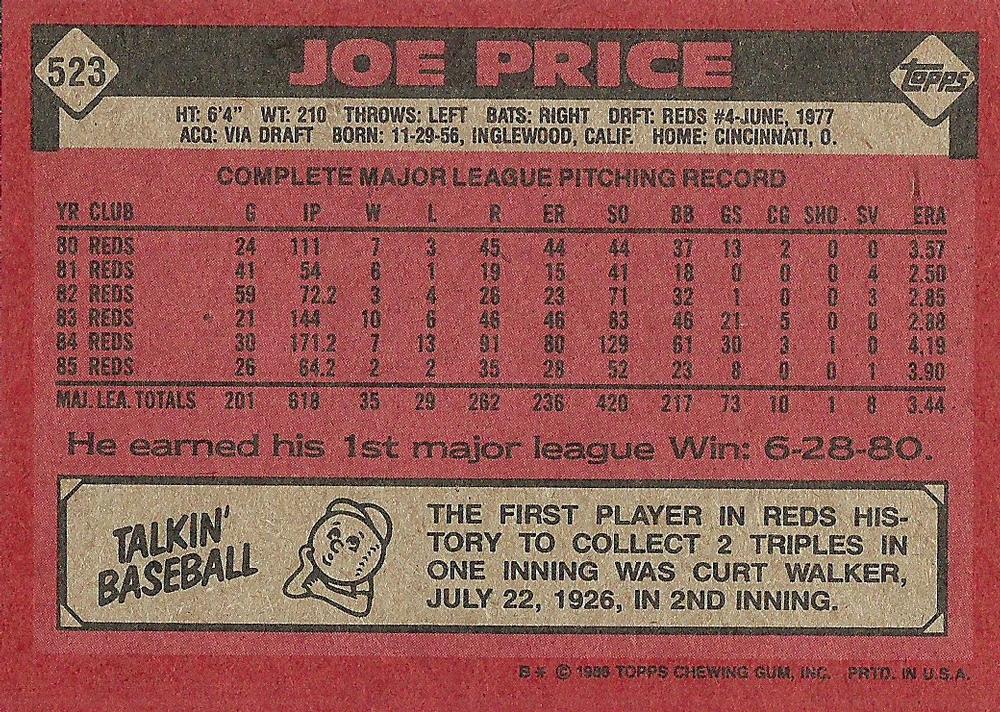 523
JOE PRICE
TOPPS
HT: 6'4" WT: 210 THROWS: LEFT BATS: RIGHT DRFT: REDS #4-JUNE, 1977
ACQ: VIA DRAFT BORN: 11-29-56, INGLEWOOD, CALIF. HOME: CINCINNATI, O.
COMPLETE MAJOR LEAGUE PITCHING RECORD
YR CLUB G IP W L R ER SO BB GS CG SHO SV ERA
80 REDS 24 111 7 3 45 44 44 37 13 2 0 0 3.57
81 REDS 41 54 6 1 19 15 41 18 0 0 0 4 2.50
82 REDS 59 72.2 3 4 26 23 71 32 1 0 0 3 2.85
83 REDS 21 144 10 6 46 46 83 46 21 5 0 0 2.88
84 REDS 30 171.2 7 13 91 80 129 61 30 3 1 0 4.19
85 REDS 26 64.2 2 2 35 28 52 23 8 0 0 1 3.90
MAJ. LEA. TOTALS 201 618 35 29 262 236 420 217 73 10 1 8 3.44
He earned his 1st major league Win: 6-28-80.
TALKIN'
BASEBALL
THE FIRST PLAYER IN REDS HIS-
TORY TO COLLECT 2 TRIPLES IN
ONE INNING WAS CURT WALKER,
JULY 22, 1926, IN 2ND INNING.
B* © 1986 TOPPS CHEWING GUM, INC. PRTD. IN U.S.A.